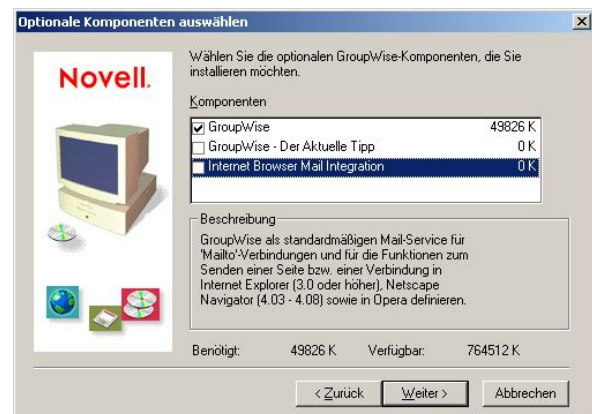 Optionale Komponenten auswählen
Novell.
Wählen Sie die optionalen GroupWise-Komponenten, die Sie
installieren möchten.
Komponenten
GroupWise 49826 K
GroupWise - Der Aktuelle Tipp 0 K
Internet Browser Mail Integration 0 K
Beschreibung
GroupWise als standardmäßigen Mail-Service für
'Mailto'-Verbindungen und für die Funktionen zum
Senden einer Seite bzw. einer Verbindung in
Internet Explorer (3.0 oder höher), Netscape
Navigator (4.03 - 4.08) sowie in Opera definieren.
Benötigt: 49826 K Verfügbar: 764512 K
< Zurück Weiter > Abbrechen